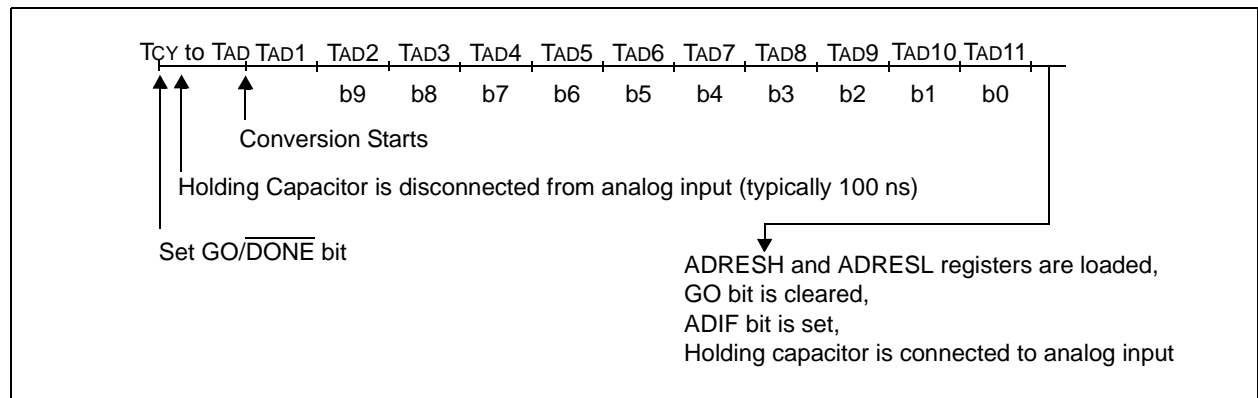 TCY to TAD TAD1 TAD2 TAD3 TAD4 TAD5 TAD6 TAD7 TAD8 TAD9 TAD10 TAD11
b9 b8 b7 b6 b5 b4 b3 b2 b1 b0
Conversion Starts
Holding Capacitor is disconnected from analog input (typically 100 ns)
Set GO/DONE bit
ADRESH and ADRESL registers are loaded,
GO bit is cleared,
ADIF bit is set,
Holding capacitor is connected to analog input